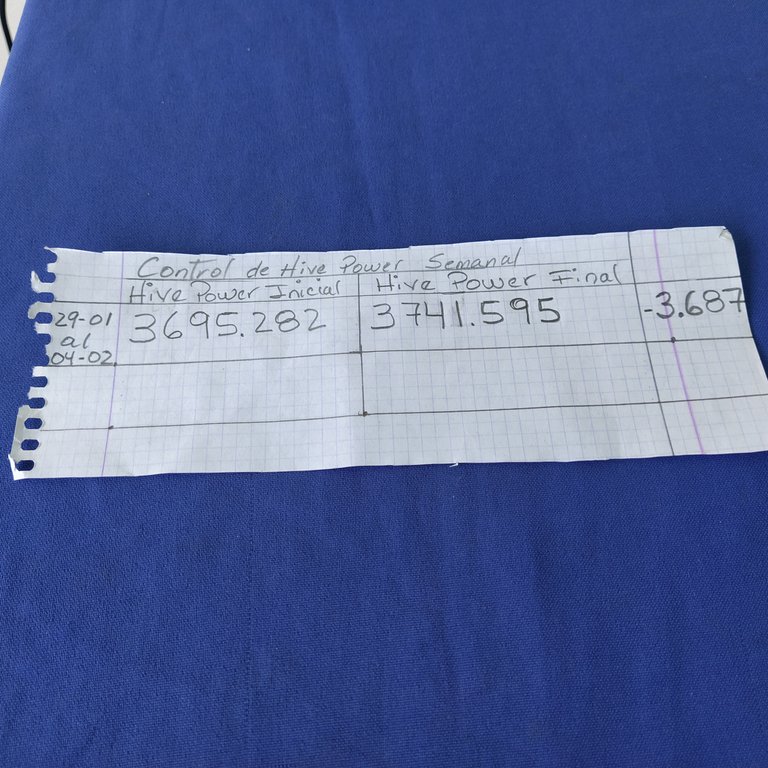 Control de Hive Power Semanal
Hive Power Inicial Hive Power Final
29-01
al
04-02
3695.282 3741.595 -3.687